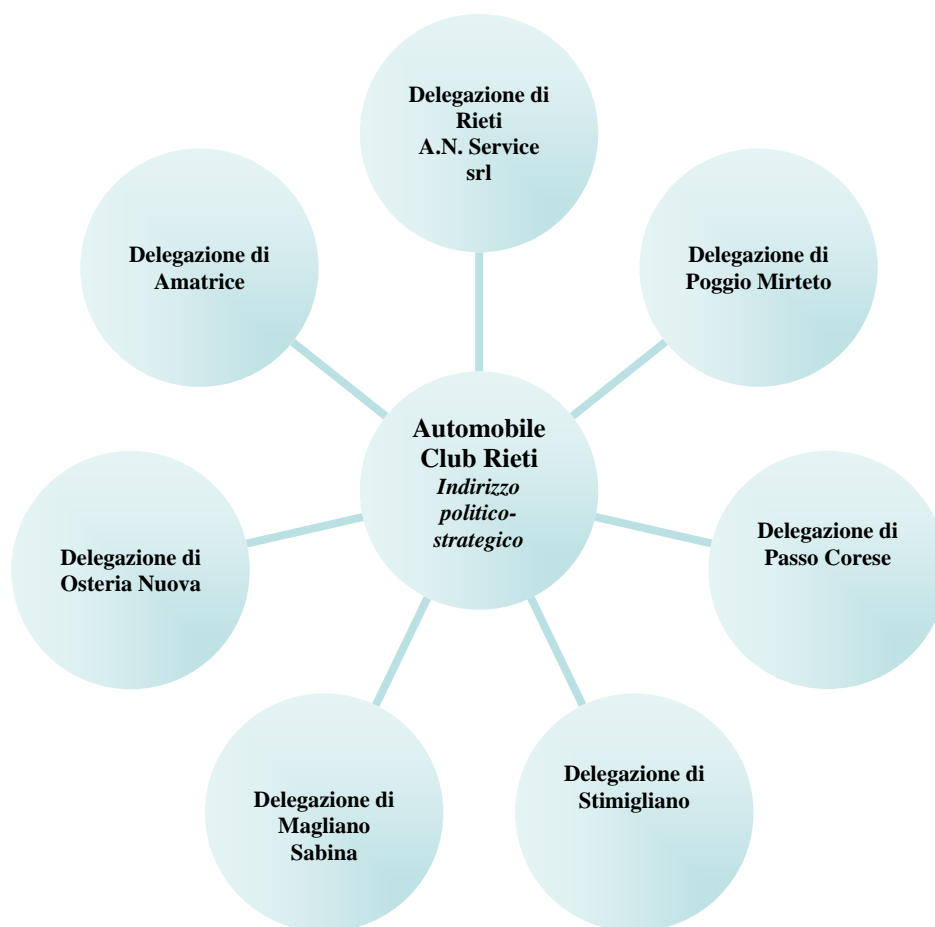 Delegazione di
Rieti
A.N. Service
srl
Delegazione di
Amatrice
Delegazione di
Poggio Mirteto
Automobile
Club Rieti
Indirizzo
politico-
strategico
Delegazione di
Osteria Nuova
Delegazione di
Passo Corese
Delegazione di
Magliano
Sabina
Delegazione di
Stimigliano